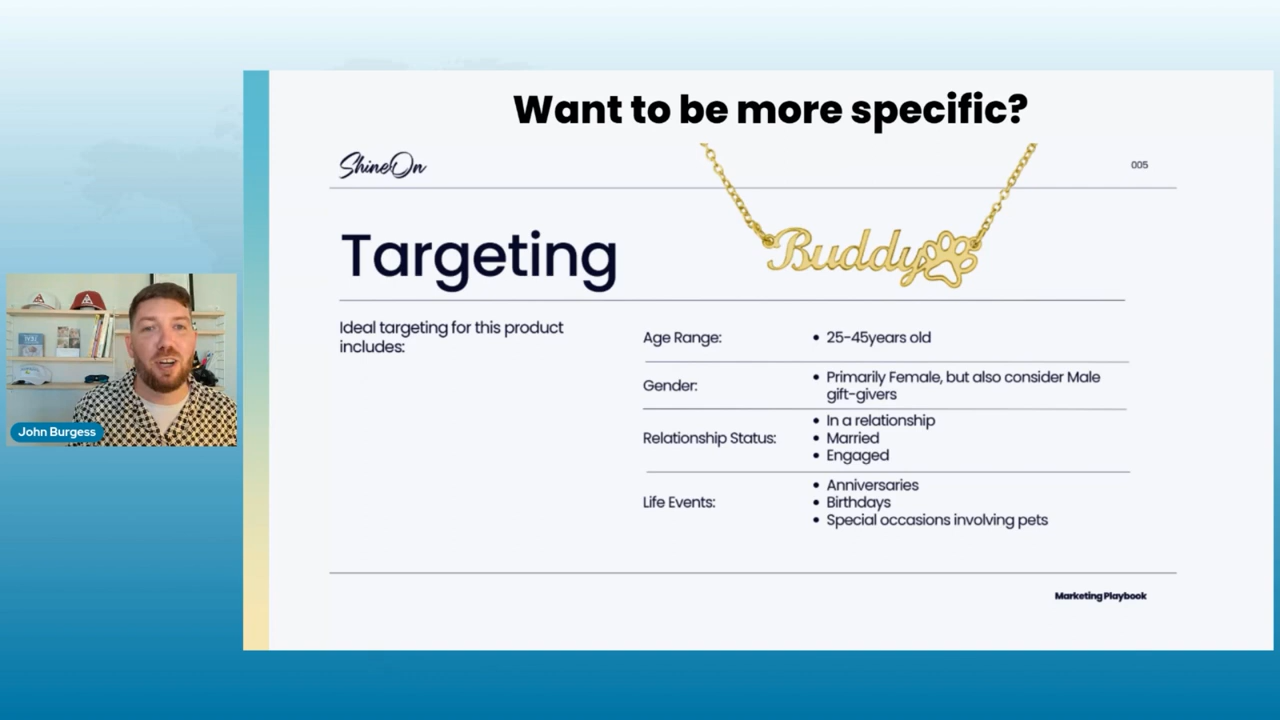 Want to be more specific?
ShineOn
005
Targeting
Buddy
Ideal targeting for this product
includes:
Age Range:
• 25-45years old
Gender:
• Primarily Female, but also consider Male
gift-givers
Relationship Status:
• In a relationship
• Married
• Engaged
Life Events:
• Anniversaries
• Birthdays
• Special occasions involving pets
Marketing Playbook
John Burgess